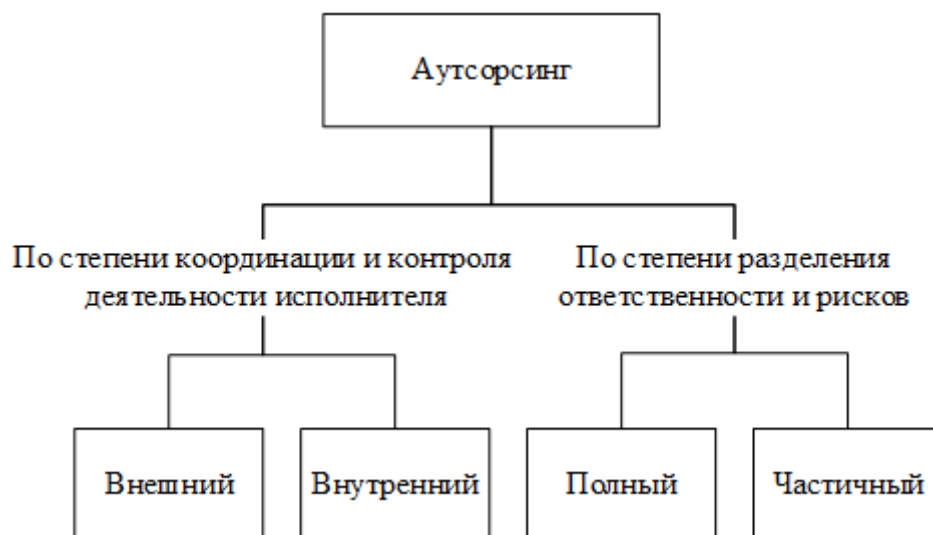 Аутсорсинг
По степени координации и контроля
деятельности исполнителя
По степени разделения
ответственности и рисков
Внешний
Внутренний
Полный
Частичный